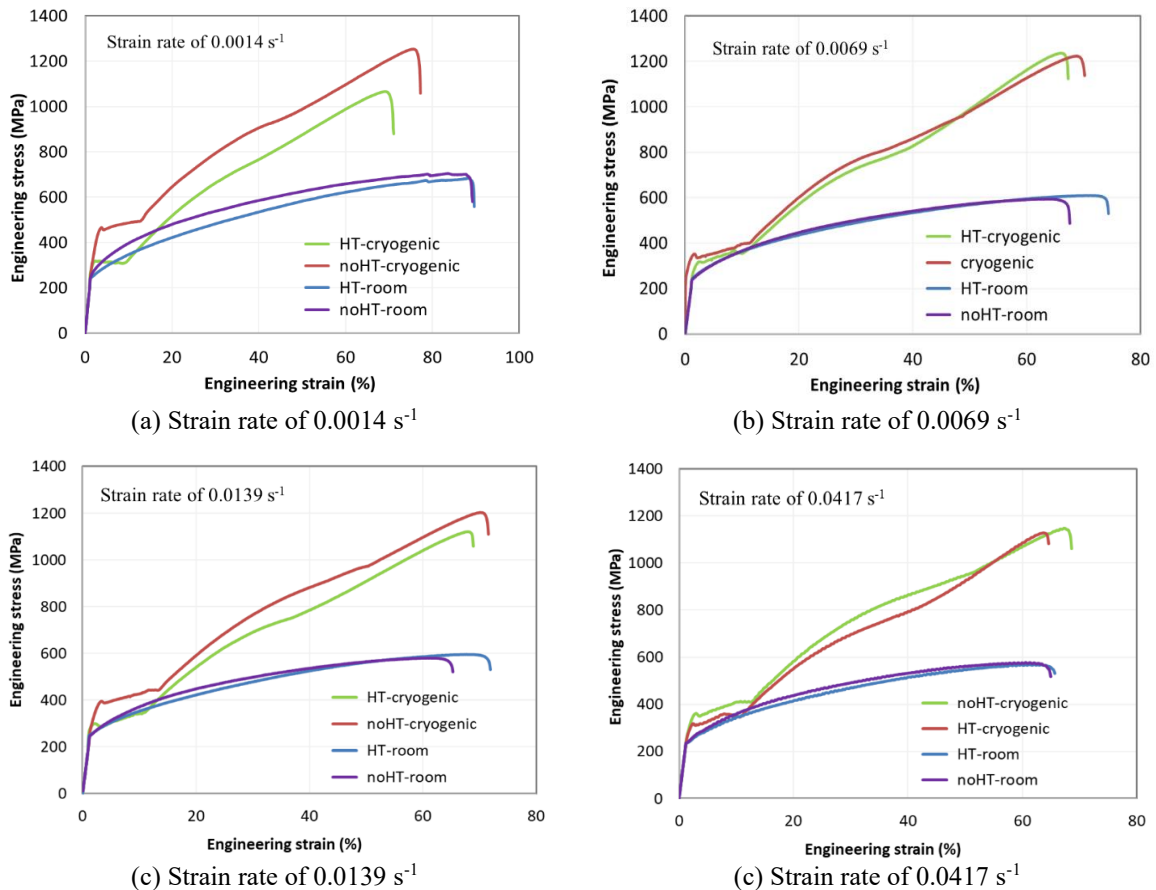 1400
1200
1000
800
600
400
200
0
Engineering stress (MPa)
Strain rate of 0.0014 s-1
HT-cryogenic
noHT-cryogenic
HT-room
noHT-room
0 20 40 60 80 100
Engineering strain (%)
(a) Strain rate of 0.0014 s-1
1400
1200
1000
800
600
400
200
0
Engineering stress (MPa)
Strain rate of 0.0069 s-1
HT-cryogenic
cryogenic
HT-room
noHT-room
0 20 40 60 80
Engineering strain (%)
(b) Strain rate of 0.0069 s-1
1400
1200
1000
800
600
400
200
0
Engineering stress (MPa)
Strain rate of 0.0139 s-1
HT-cryogenic
noHT-cryogenic
HT-room
noHT-room
0 20 40 60 80
Engineering strain (%)
(c) Strain rate of 0.0139 s-1
1400
1200
1000
800
600
400
200
0
Engineering stress (MPa)
Strain rate of 0.0417 s-1
noHT-cryogenic
HT-cryogenic
HT-room
noHT-room
0 20 40 60 80
Engineering strain (%)
(c) Strain rate of 0.0417 s-1